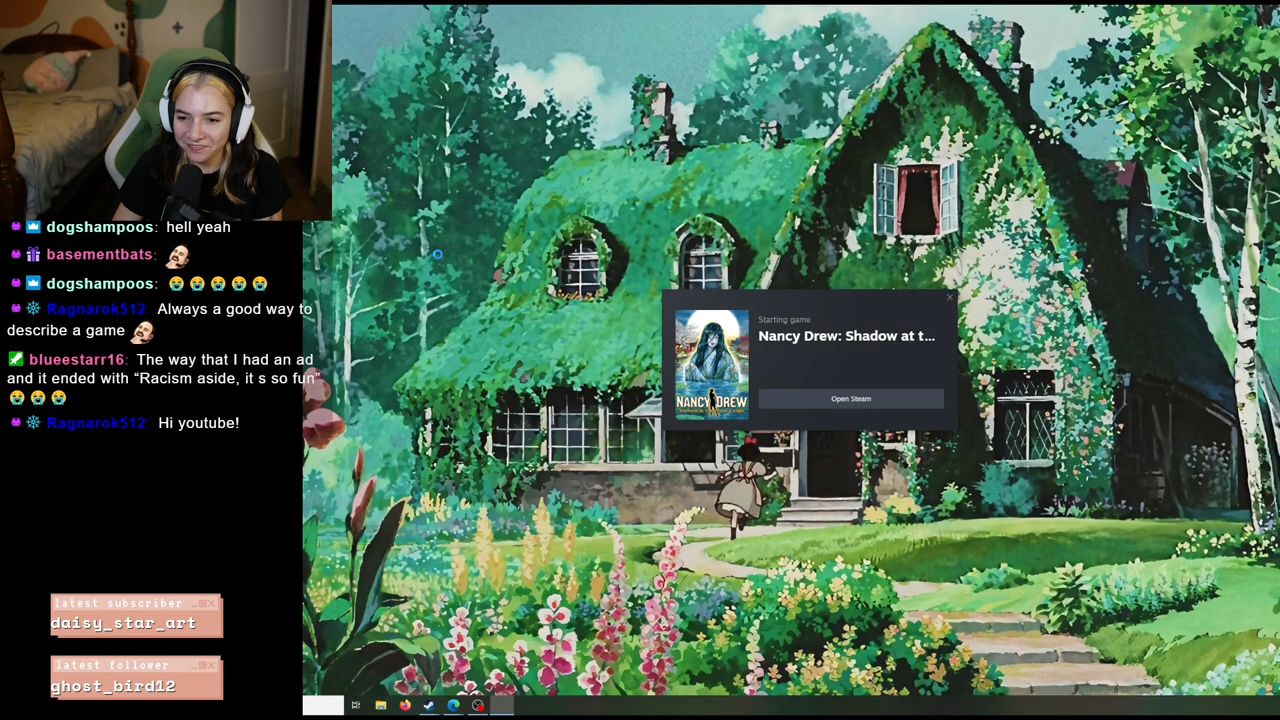 dogshampoos: hell yeah
basementbats:
dogshampoos:
Ragnarok512 Always a good way to
describe a game
blueestarr16: The way that I had an ad
and it ended with “Racism aside, it s so fun”
Ragnarok512 Hi youtube!
Starting game
Nancy Drew: Shadow at t...
Open Steam
NANCY DREW
latest subscriber
daisy_star_art
latest follower
ghost_bird12